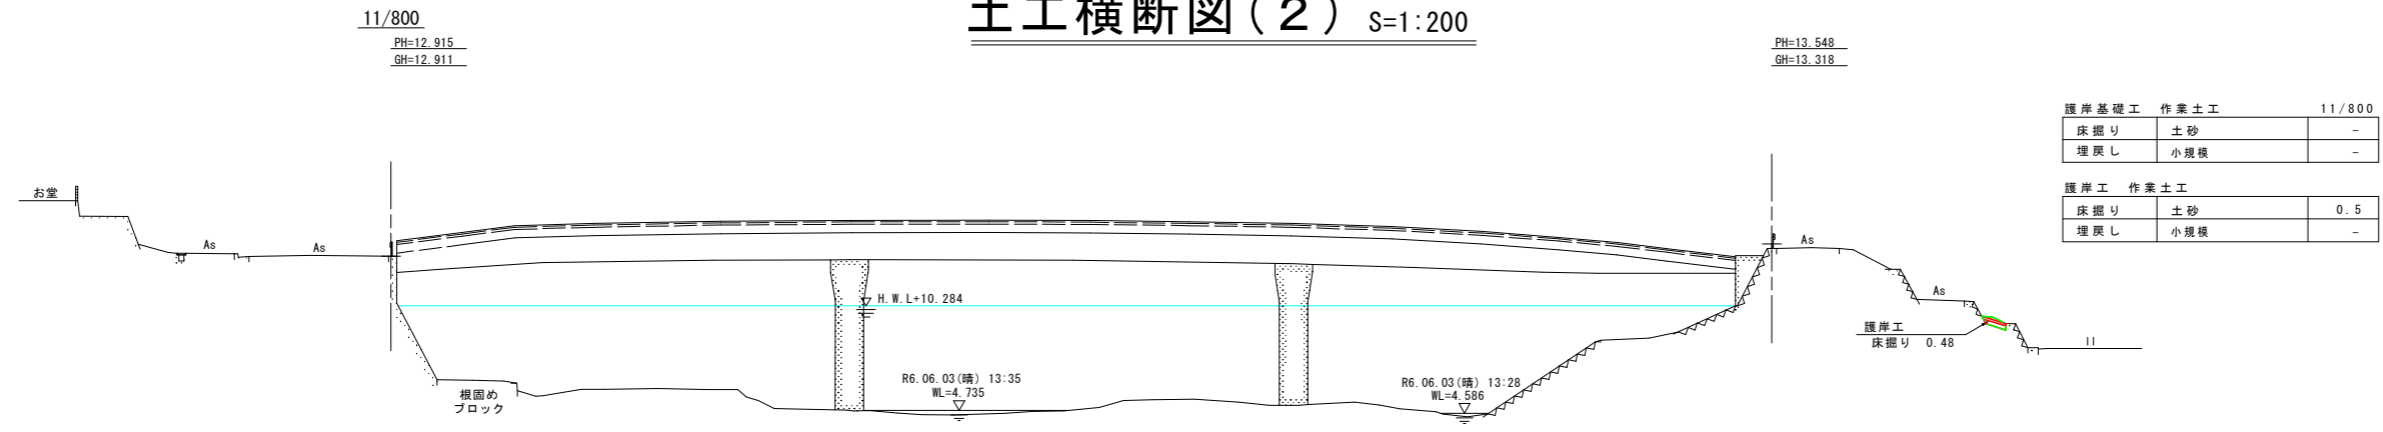 土工横断図(2) S=1:200
11/800
PH=12.915
GH=12.911
PH=13.548
GH=13.318
護岸基礎工 作業土工 11/800
床掘り 土砂 -
埋戻し 小規模 -
護岸工 作業土工
床掘り 土砂 0.5
埋戻し 小規模 -
お堂
As
As
As
As
H.W.L+10.284
護岸工
床掘り 0.48
II
R6.06.03(晴) 13:35
WL=4.735
R6.06.03(晴) 13:28
WL=4.586
根固め
ブロック